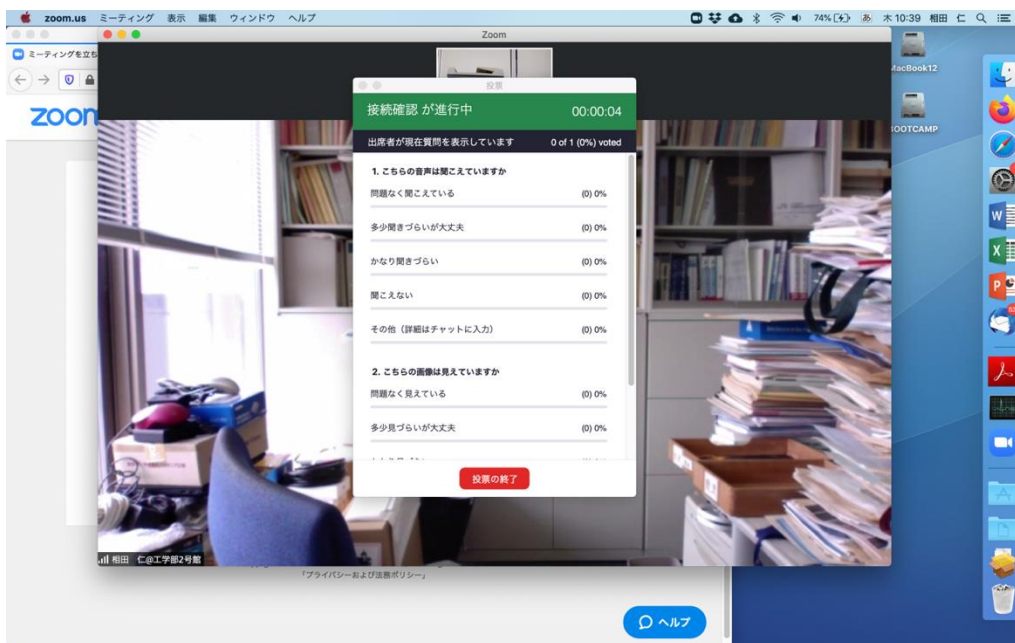 zoom.us ミーティング 表示 編集 ウィンドウ ヘルプ 74% あ 木10:39 相田 仁
Zoom
ミーティングを立ち
zoom
MacBook12
BOOTCAMP
投票
接続確認 が進行中 00:00:04
出席者が現在質問を表示しています 0 of 1 (0%) voted
1. こちらの音声は聞こえていますか
問題なく聞こえている (0) 0%
多少聞きづらいが大丈夫 (0) 0%
かなり聞きづらい (0) 0%
聞こえない (0) 0%
その他(詳細はチャットに入力) (0) 0%
2. こちらの画像は見えていますか
問題なく見えている (0) 0%
多少見づらいが大丈夫 (0) 0%
投票の終了
相田 仁@工学部2号館
「プライバシーおよび法務ポリシー」
ヘルプ